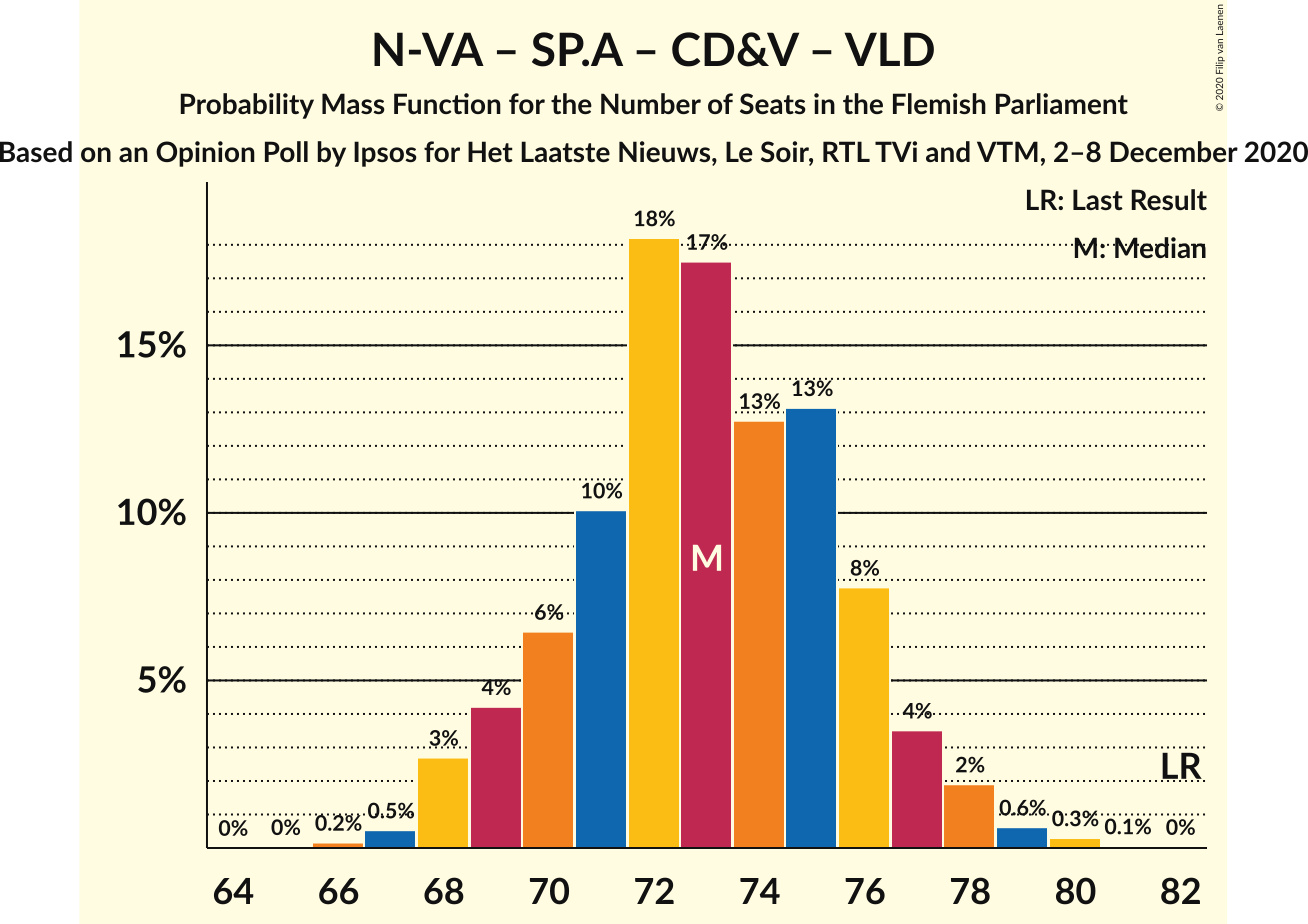 N-VA – SP.A – CD&V – VLD
Probability Mass Function for the Number of Seats in the Flemish Parliament
Based on an Opinion Poll by Ipsos for Het Laatste Nieuws, Le Soir, RTL TVi and VTM, 2–8 December 2020
© 2020 Filip van Laenen
LR: Last Result
M: Median
18%
17%
15%
13%
13%
10%
10%
M
8%
6%
5%
4%
4%
3%
2%
LR
0%
0%
0.2%
0.5%
0.6%
0.3%
0.1%
0%
64 66 68 70 72 74 76 78 80 82